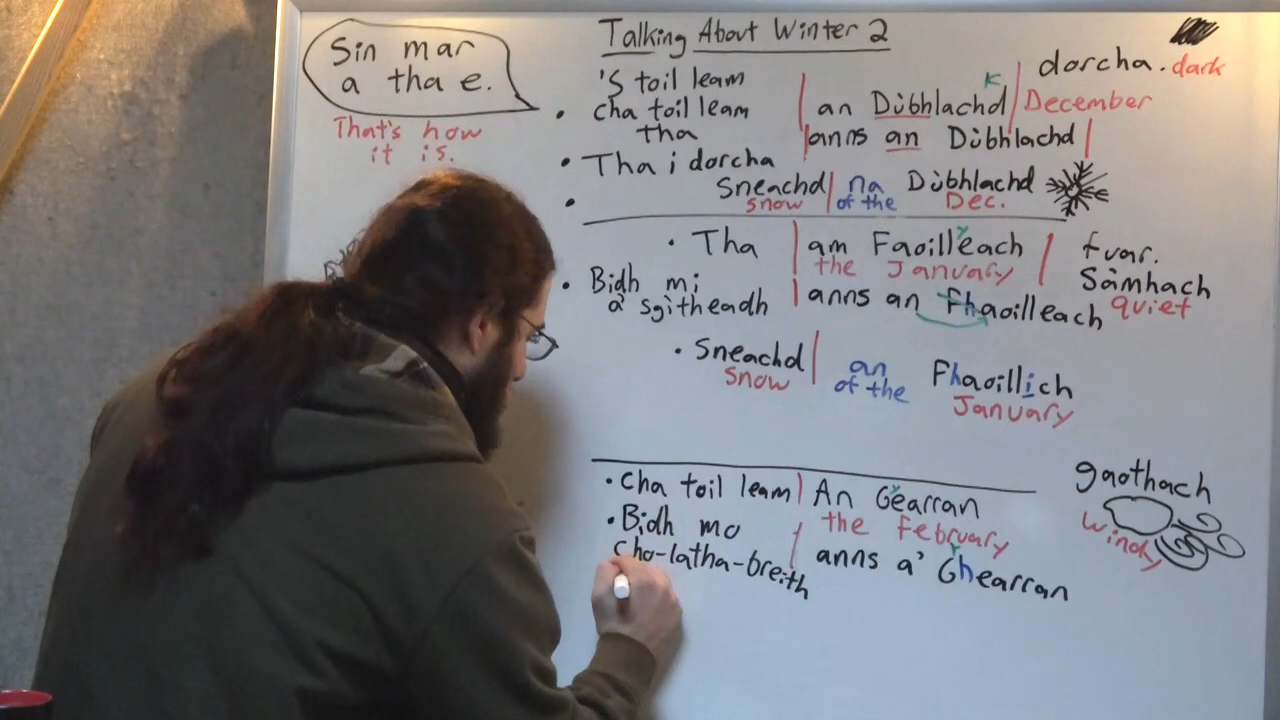 Talking About Winter 2
Sin mar
a tha e.
That's how
it is.
'S toil leam
cha toil leam
tha
an Dùbhlachd
K
December
dorcha. dark
anns an Dùbhlachd
Tha i dorcha
Sneachd na Dùbhlachd
snow of the Dec.
Tha am Faoilleach fuar.
the January
Sàmhach
quiet
Bidh mi
a' sgitheadh
anns an Fhaoilleach
Sneachd an Fhaoillich
snow of the January
Cha toil leam An Gearran
the February
gaothach
windy
Bidh mo
cho-latha-breith
anns a' Ghearran